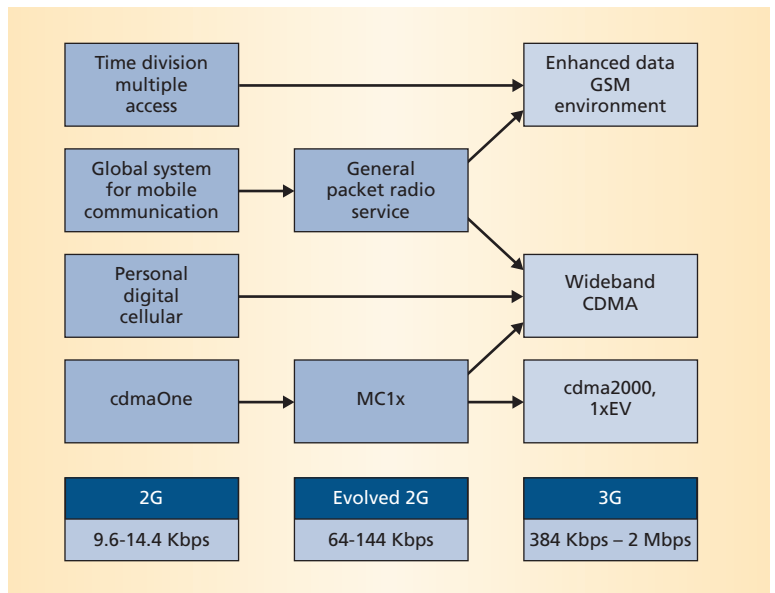 Time division
multiple
access
Enhanced data
GSM
environment
Global system
for mobile
communication
General
packet radio
service
Personal
digital
cellular
Wideband
CDMA
cdmaOne
MC1x
cdma2000,
1xEV
2G
Evolved 2G
3G
9.6-14.4 Kbps
64-144 Kbps
384 Kbps – 2 Mbps